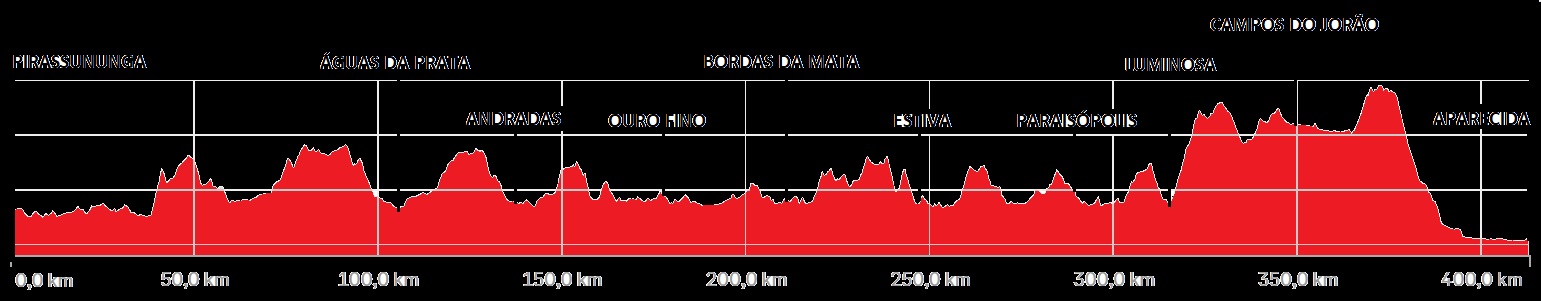 CAMPOS DO JORÃO
PIRASSUNUNGA ÁGUAS DA PRATA BORDAS DA MATA LUMINOSA
ANDRADAS OURO FINO ESTIVA PARAISÓPOLIS APARECIDA
0,0 km 50,0 km 100,0 km 150,0 km 200,0 km 250,0 km 300,0 km 350,0 km 400,0 km